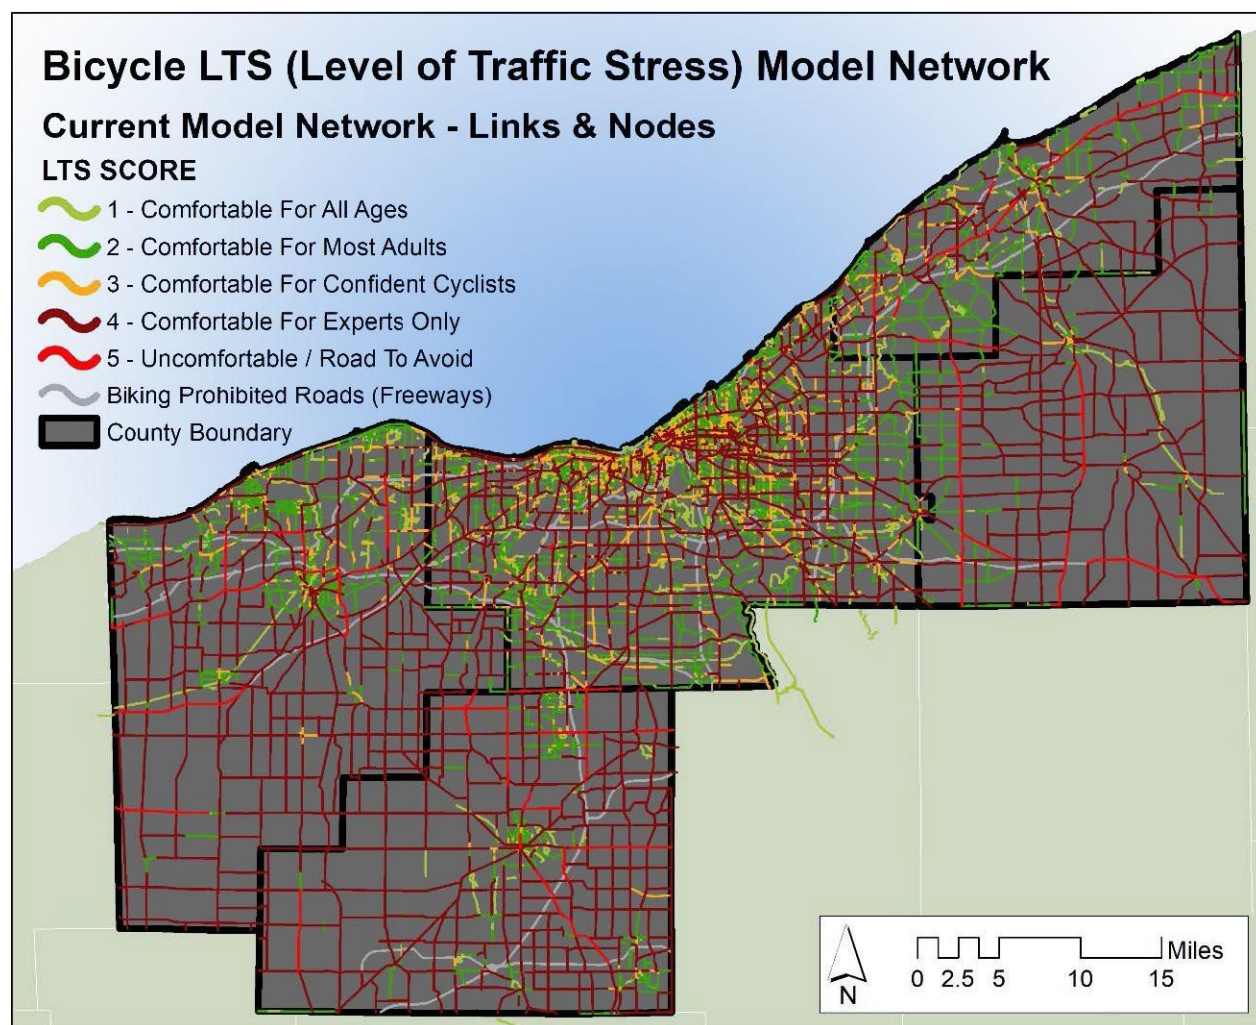 Bicycle LTS (Level of Traffic Stress) Model Network
Current Model Network - Links & Nodes
LTS SCORE
1 - Comfortable For All Ages
2 - Comfortable For Most Adults
3 - Comfortable For Confident Cyclists
4 - Comfortable For Experts Only
5 - Uncomfortable / Road To Avoid
Biking Prohibited Roads (Freeways)
County Boundary
N
Miles
0 2.5 5 10 15